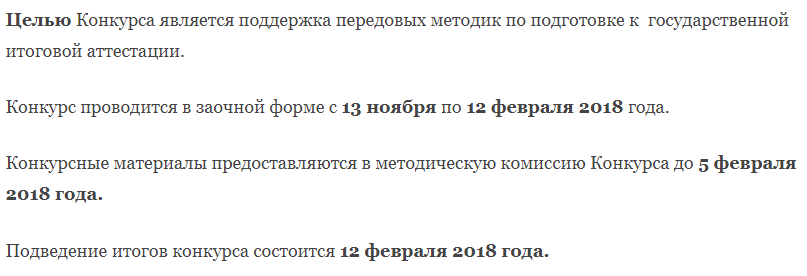 Целью Конкурса является поддержка передовых методик по подготовке к государственной
итоговой аттестации.
Конкурс проводится в заочной форме с 13 ноября по 12 февраля 2018 года.
Конкурсные материалы предоставляются в методическую комиссию Конкурса до 5 февраля
2018 года.
Подведение итогов конкурса состоится 12 февраля 2018 года.